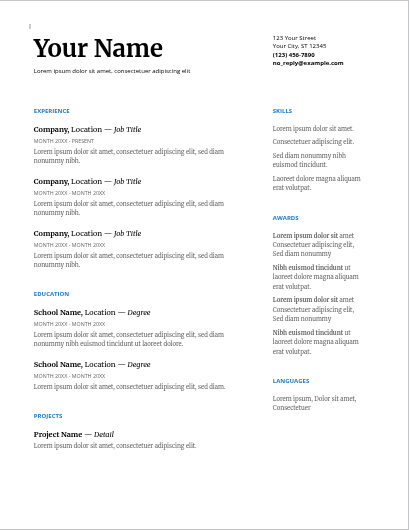 Your Name
Lorem ipsum dolor sit amet, consectetuer adipiscing elit
123 Your Street
Your City, ST 12345
(123) 456-7890
no_reply@example.com
EXPERIENCE
Company, Location — Job Title
MONTH 20XX - PRESENT
Lorem ipsum dolor sit amet, consectetuer adipiscing elit, sed diam
nonummy nibh.
Company, Location — Job Title
MONTH 20XX - MONTH 20XX
Lorem ipsum dolor sit amet, consectetuer adipiscing elit, sed diam
nonummy nibh.
Company, Location — Job Title
MONTH 20XX - MONTH 20XX
Lorem ipsum dolor sit amet, consectetuer adipiscing elit, sed diam
nonummy nibh.
EDUCATION
School Name, Location — Degree
MONTH 20XX - MONTH 20XX
Lorem ipsum dolor sit amet, consectetuer adipiscing elit, sed diam
nonummy nibh euismod tincidunt ut laoreet dolore.
School Name, Location — Degree
MONTH 20XX - MONTH 20XX
Lorem ipsum dolor sit amet, consectetuer adipiscing elit, sed diam.
PROJECTS
Project Name — Detail
Lorem ipsum dolor sit amet, consectetuer adipiscing elit.
SKILLS
Lorem ipsum dolor sit amet.
Consectetuer adipiscing elit.
Sed diam nonummy nibh
euismod tincidunt.
Laoreet dolore magna aliquam
erat volutpat.
AWARDS
Lorem ipsum dolor sit amet
Consectetuer adipiscing elit,
Sed diam nonummy
Nibh euismod tincidunt ut
laoreet dolore magna aliquam
erat volutpat.
Lorem ipsum dolor sit amet
Consectetuer adipiscing elit,
Sed diam nonummy
Nibh euismod tincidunt ut
laoreet dolore magna aliquam
erat volutpat.
LANGUAGES
Lorem ipsum, Dolor sit amet,
Consectetuer